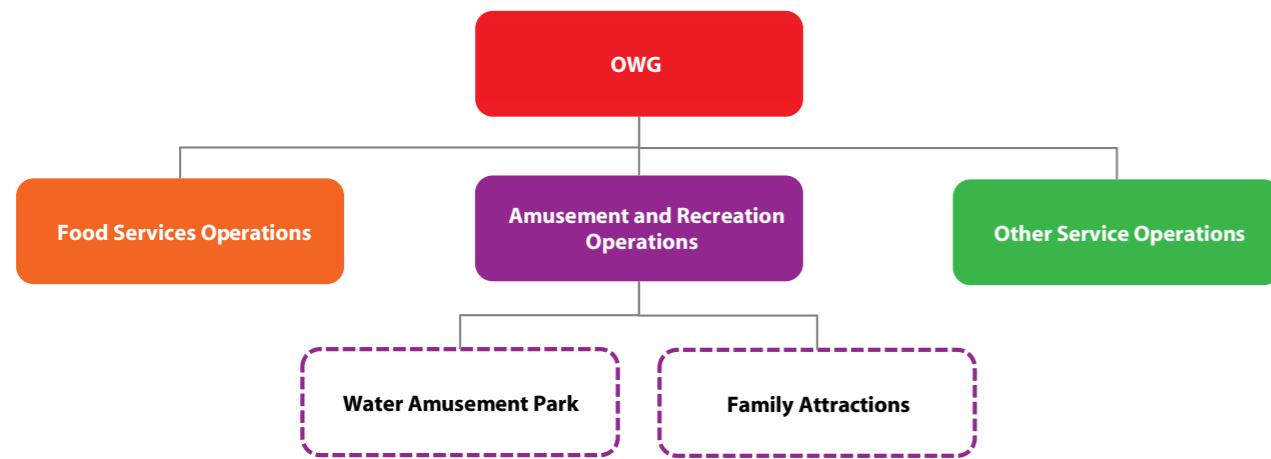 OWG
Food Services Operations
Amusement and Recreation
Operations
Other Service Operations
Water Amusement Park
Family Attractions